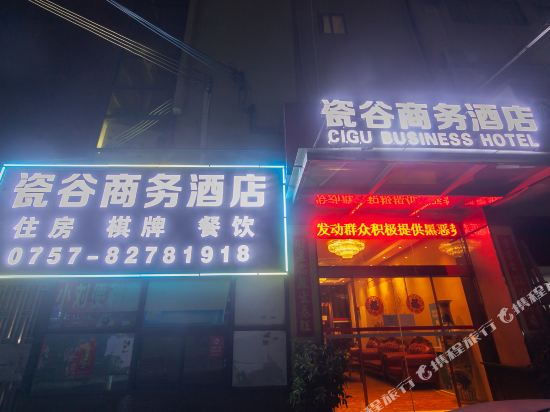 瓷谷商务酒店
CIGU BUSINESS HOTEL
瓷谷商务酒店
住房 棋牌 餐饮
0757-82781918
发动群众积极提供黑恶
携程旅行